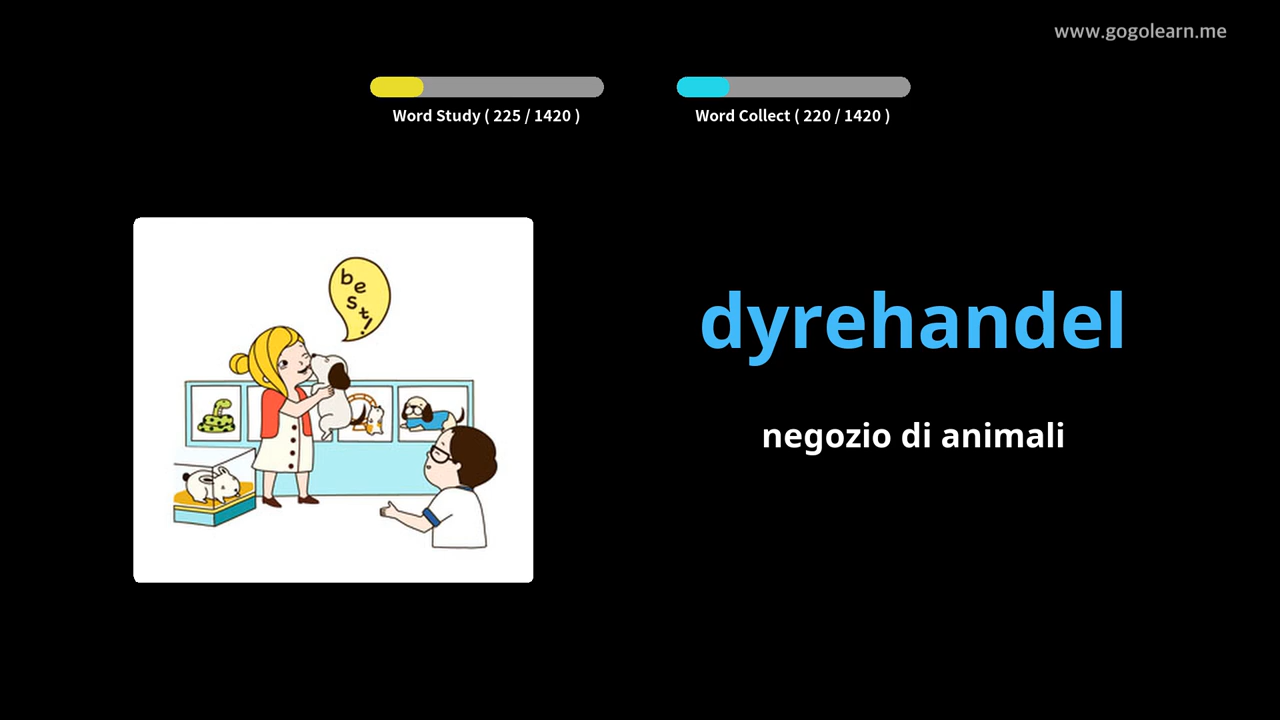 www.gogolearn.me
Word Study ( 225 / 1420 )
Word Collect ( 220 / 1420 )
best!
dyrehandel
negozio di animali